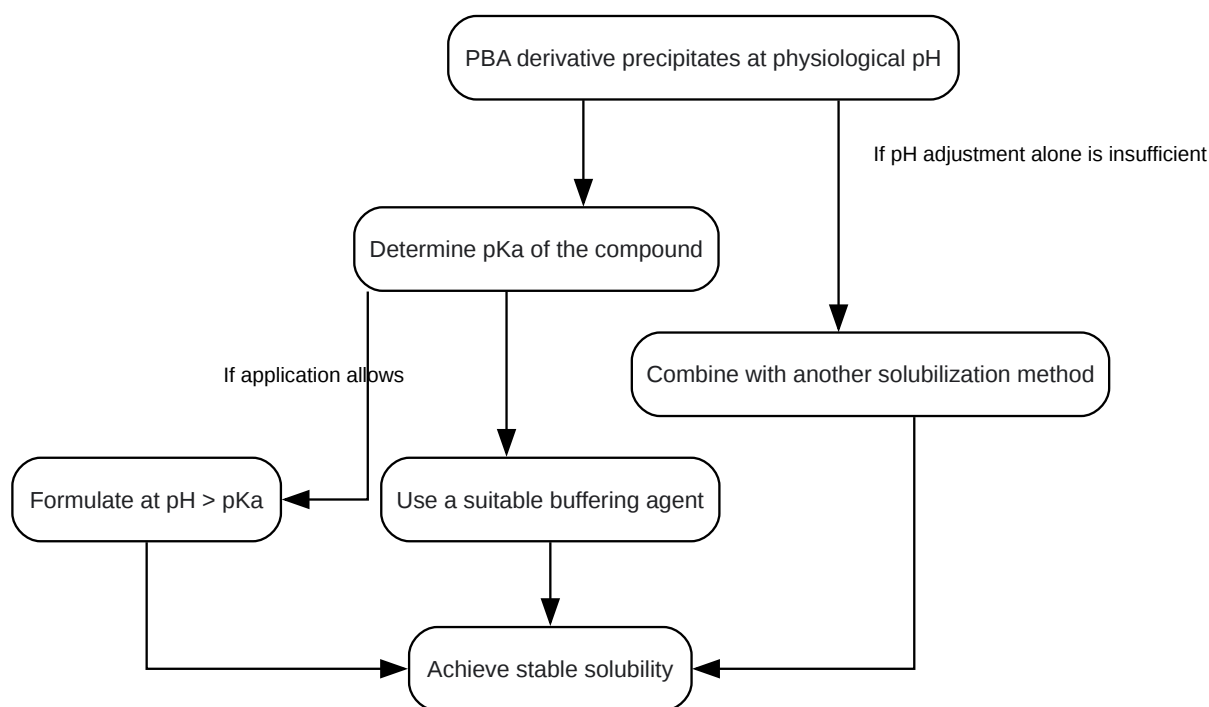 PBA derivative precipitates at physiological pH
If pH adjustment alone is insufficient
Determine pKa of the compound
If application allows
Combine with another solubilization method
Formulate at pH > pKa
Use a suitable buffering agent
Achieve stable solubility